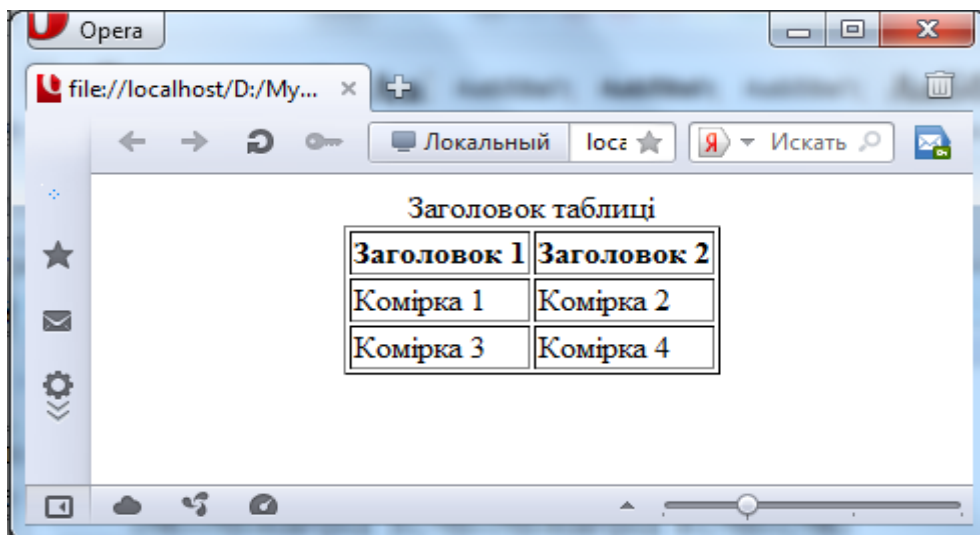 Opera
file://localhost/D:/My...
Локальный loca Я Искать
Заголовок таблиці
Заголовок 1 Заголовок 2
Комірка 1 Комірка 2
Комірка 3 Комірка 4